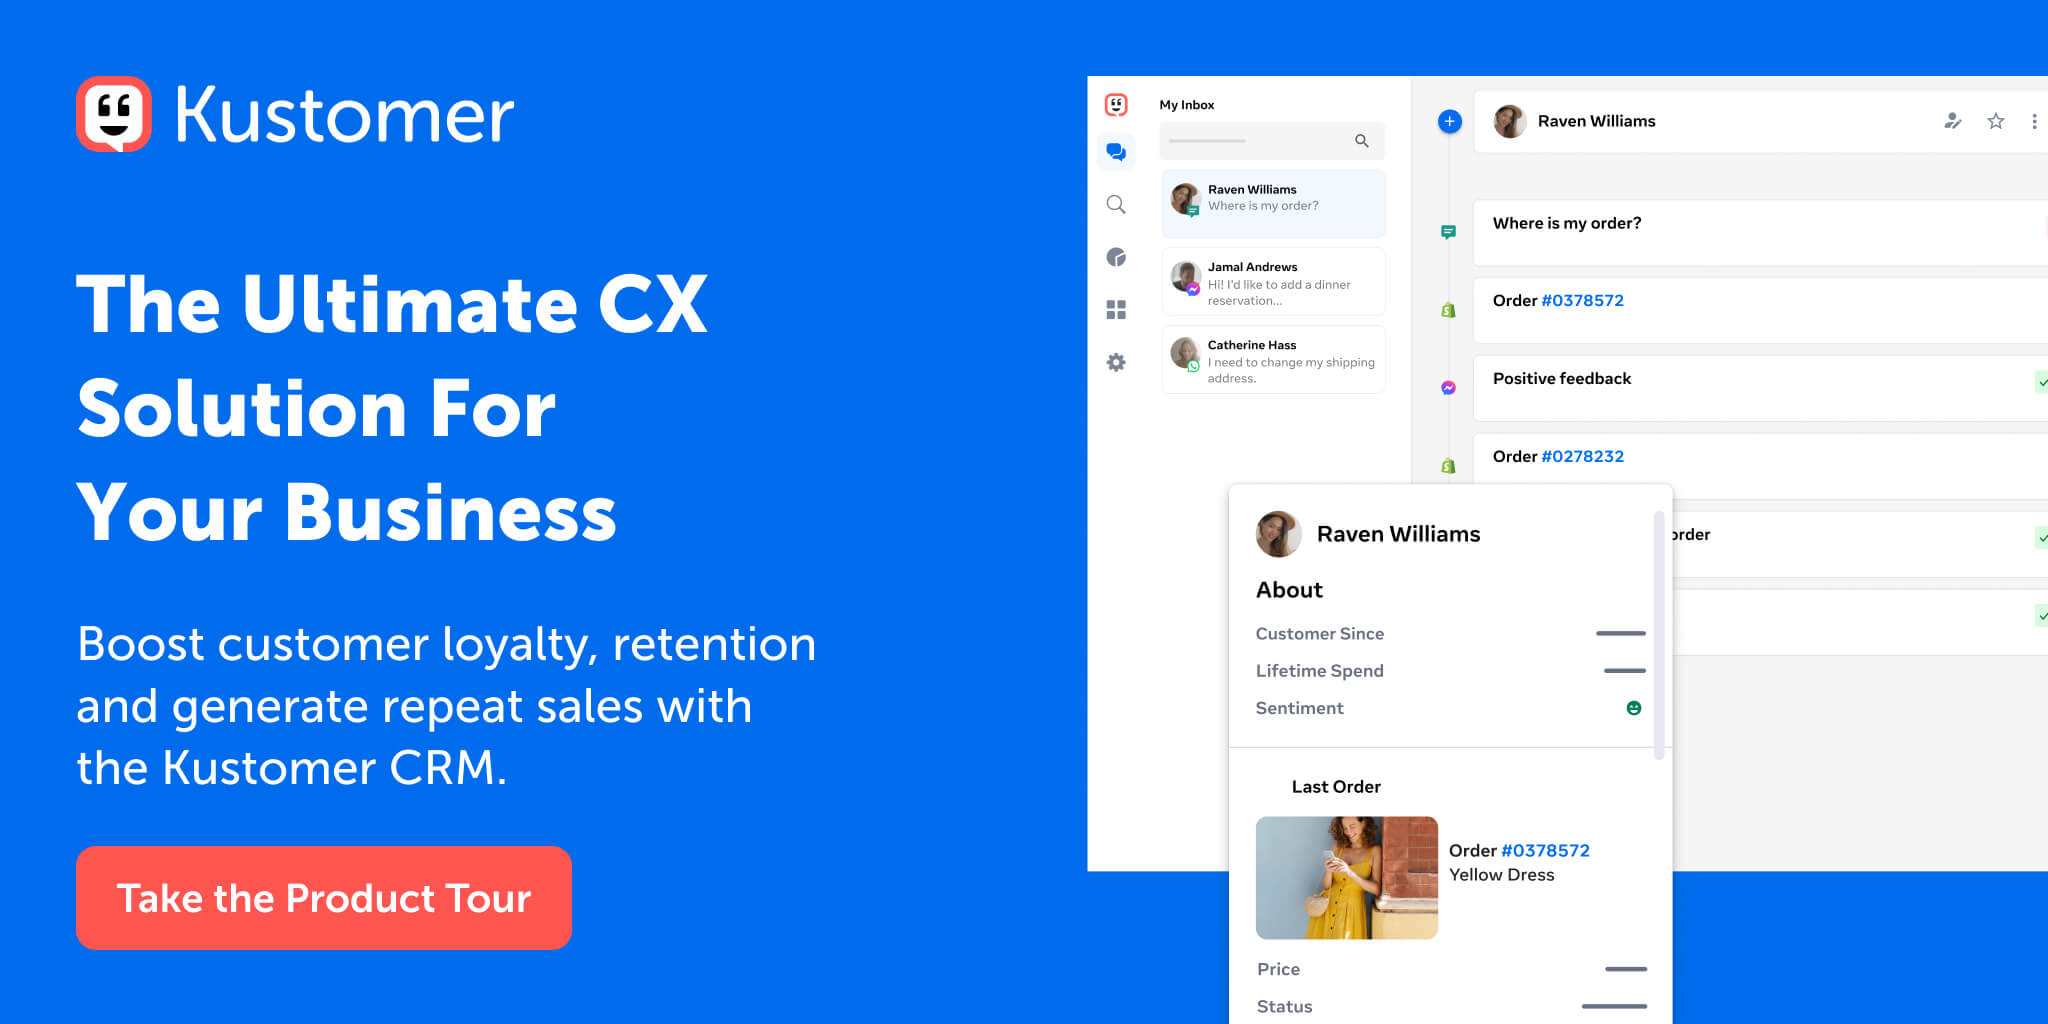 Kustomer
The Ultimate CX
Solution For
Your Business
Boost customer loyalty, retention
and generate repeat sales with
the Kustomer CRM.
Take the Product Tour
My Inbox
Raven Williams
Where is my order?
Jamal Andrews
Hi! I'd like to add a dinner
reservation...
Catherine Hass
I need to change my shipping
address.
Raven Williams
Where is my order?
Order #0378572
Positive feedback
Order #0278232
order
Raven Williams
About
Customer Since
Lifetime Spend
Sentiment
Last Order
Order #0378572
Yellow Dress
Price
Status